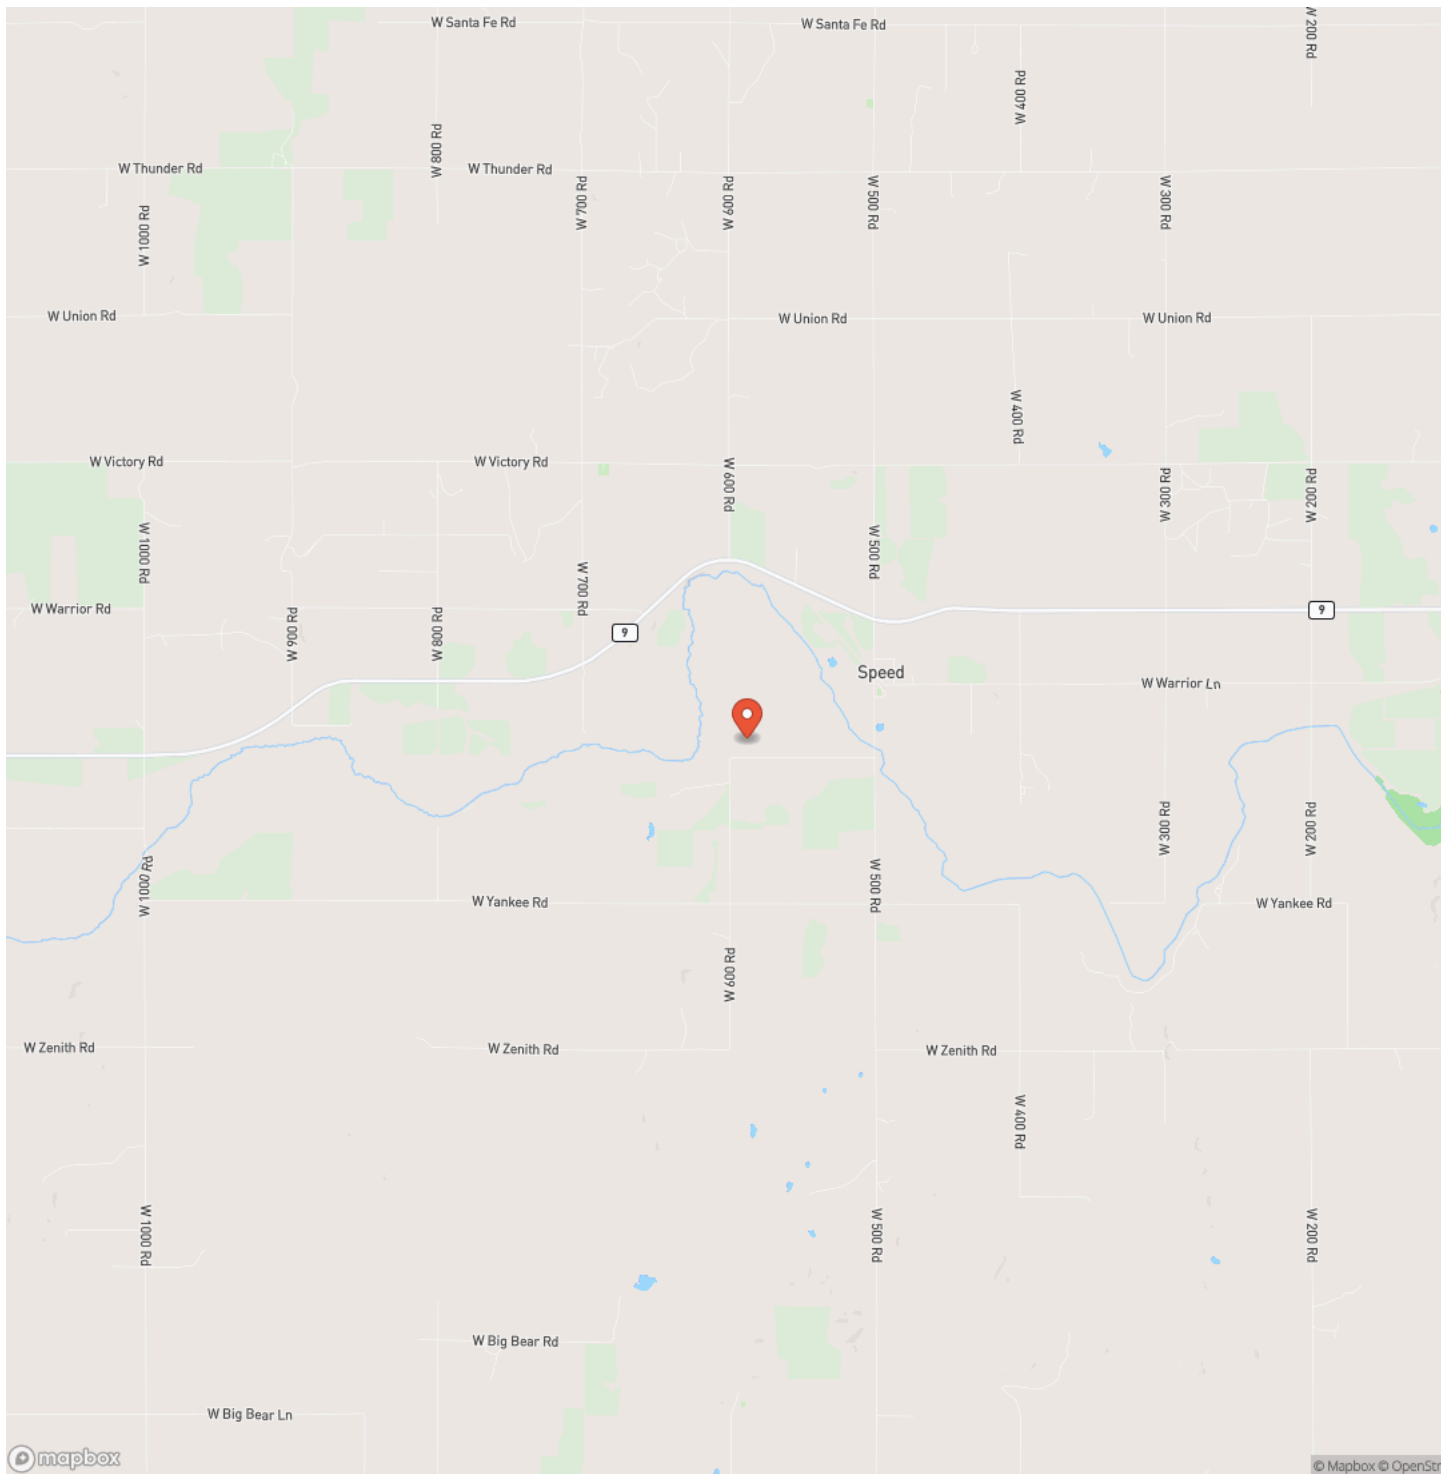 W Santa Fe Rd
W Santa Fe Rd
W 200 Rd
W 400 Rd
W 800 Rd
W Thunder Rd
W Thunder Rd
W 700 Rd
W 600 Rd
W 500 Rd
W 300 Rd
W 1000 Rd
W Union Rd
W Union Rd
W Union Rd
W 400 Rd
W Victory Rd
W Victory Rd
W 600 Rd
W 300 Rd
W 200 Rd
W 1000 Rd
W 500 Rd
W 700 Rd
W Warrior Rd
W 900 Rd
W 800 Rd
9
9
Speed
W Warrior Ln
W 300 Rd
W 200 Rd
W 1000 Rd
W 500 Rd
W Yankee Rd
W Yankee Rd
W 600 Rd
W Zenith Rd
W Zenith Rd
W Zenith Rd
W 400 Rd
W 1000 Rd
W 500 Rd
W 200 Rd
W Big Bear Rd
W Big Bear Ln
mapbox
© Mapbox © OpenStr